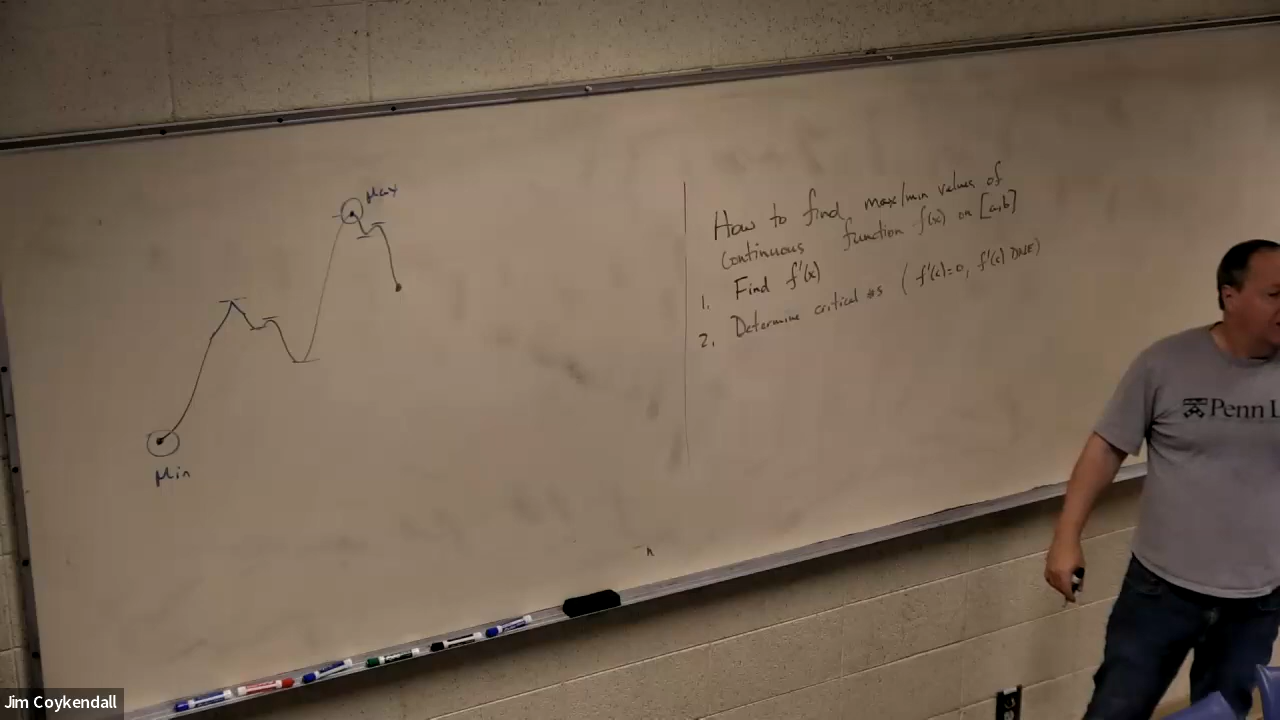 Max
Min
How to find max/min values of
continuous function f(x) on [a,b]
1. Find f'(x)
2. Determine critical #s (f'(c)=0, f'(c) DNE)
Penn
Jim Coykendall